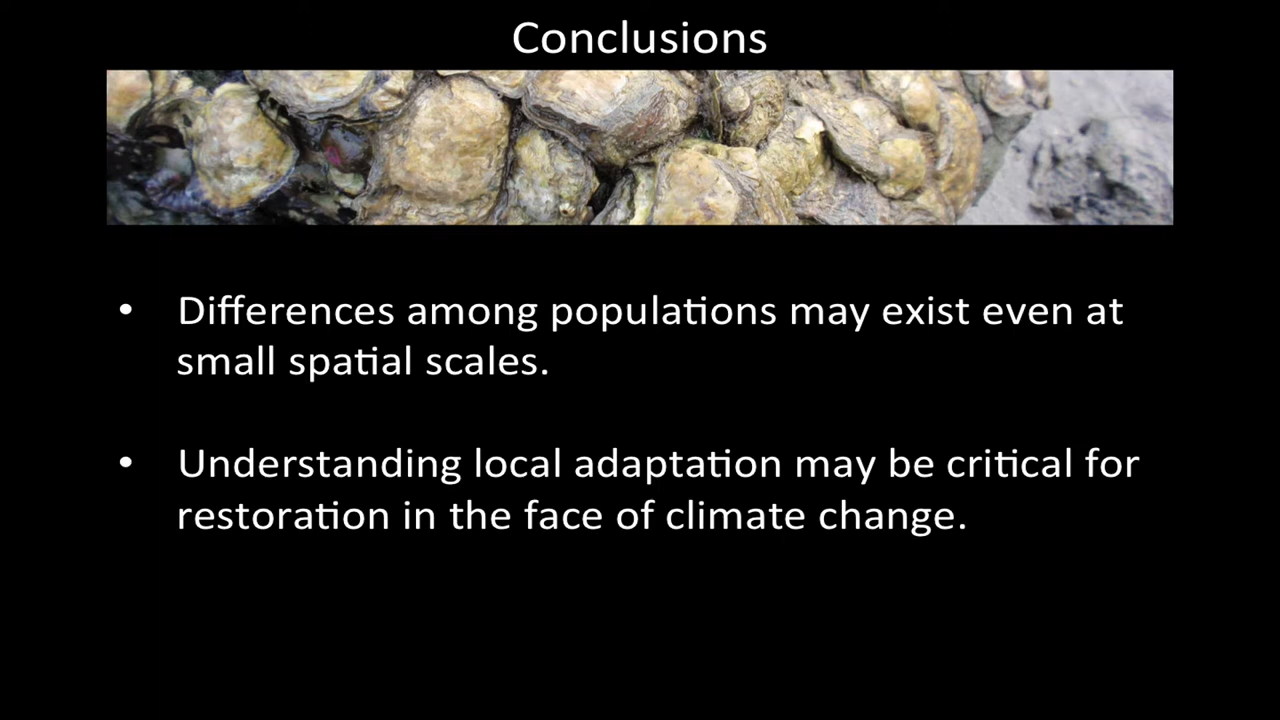 Conclusions
• Differences among populations may exist even at
small spatial scales.
• Understanding local adaptation may be critical for
restoration in the face of climate change.